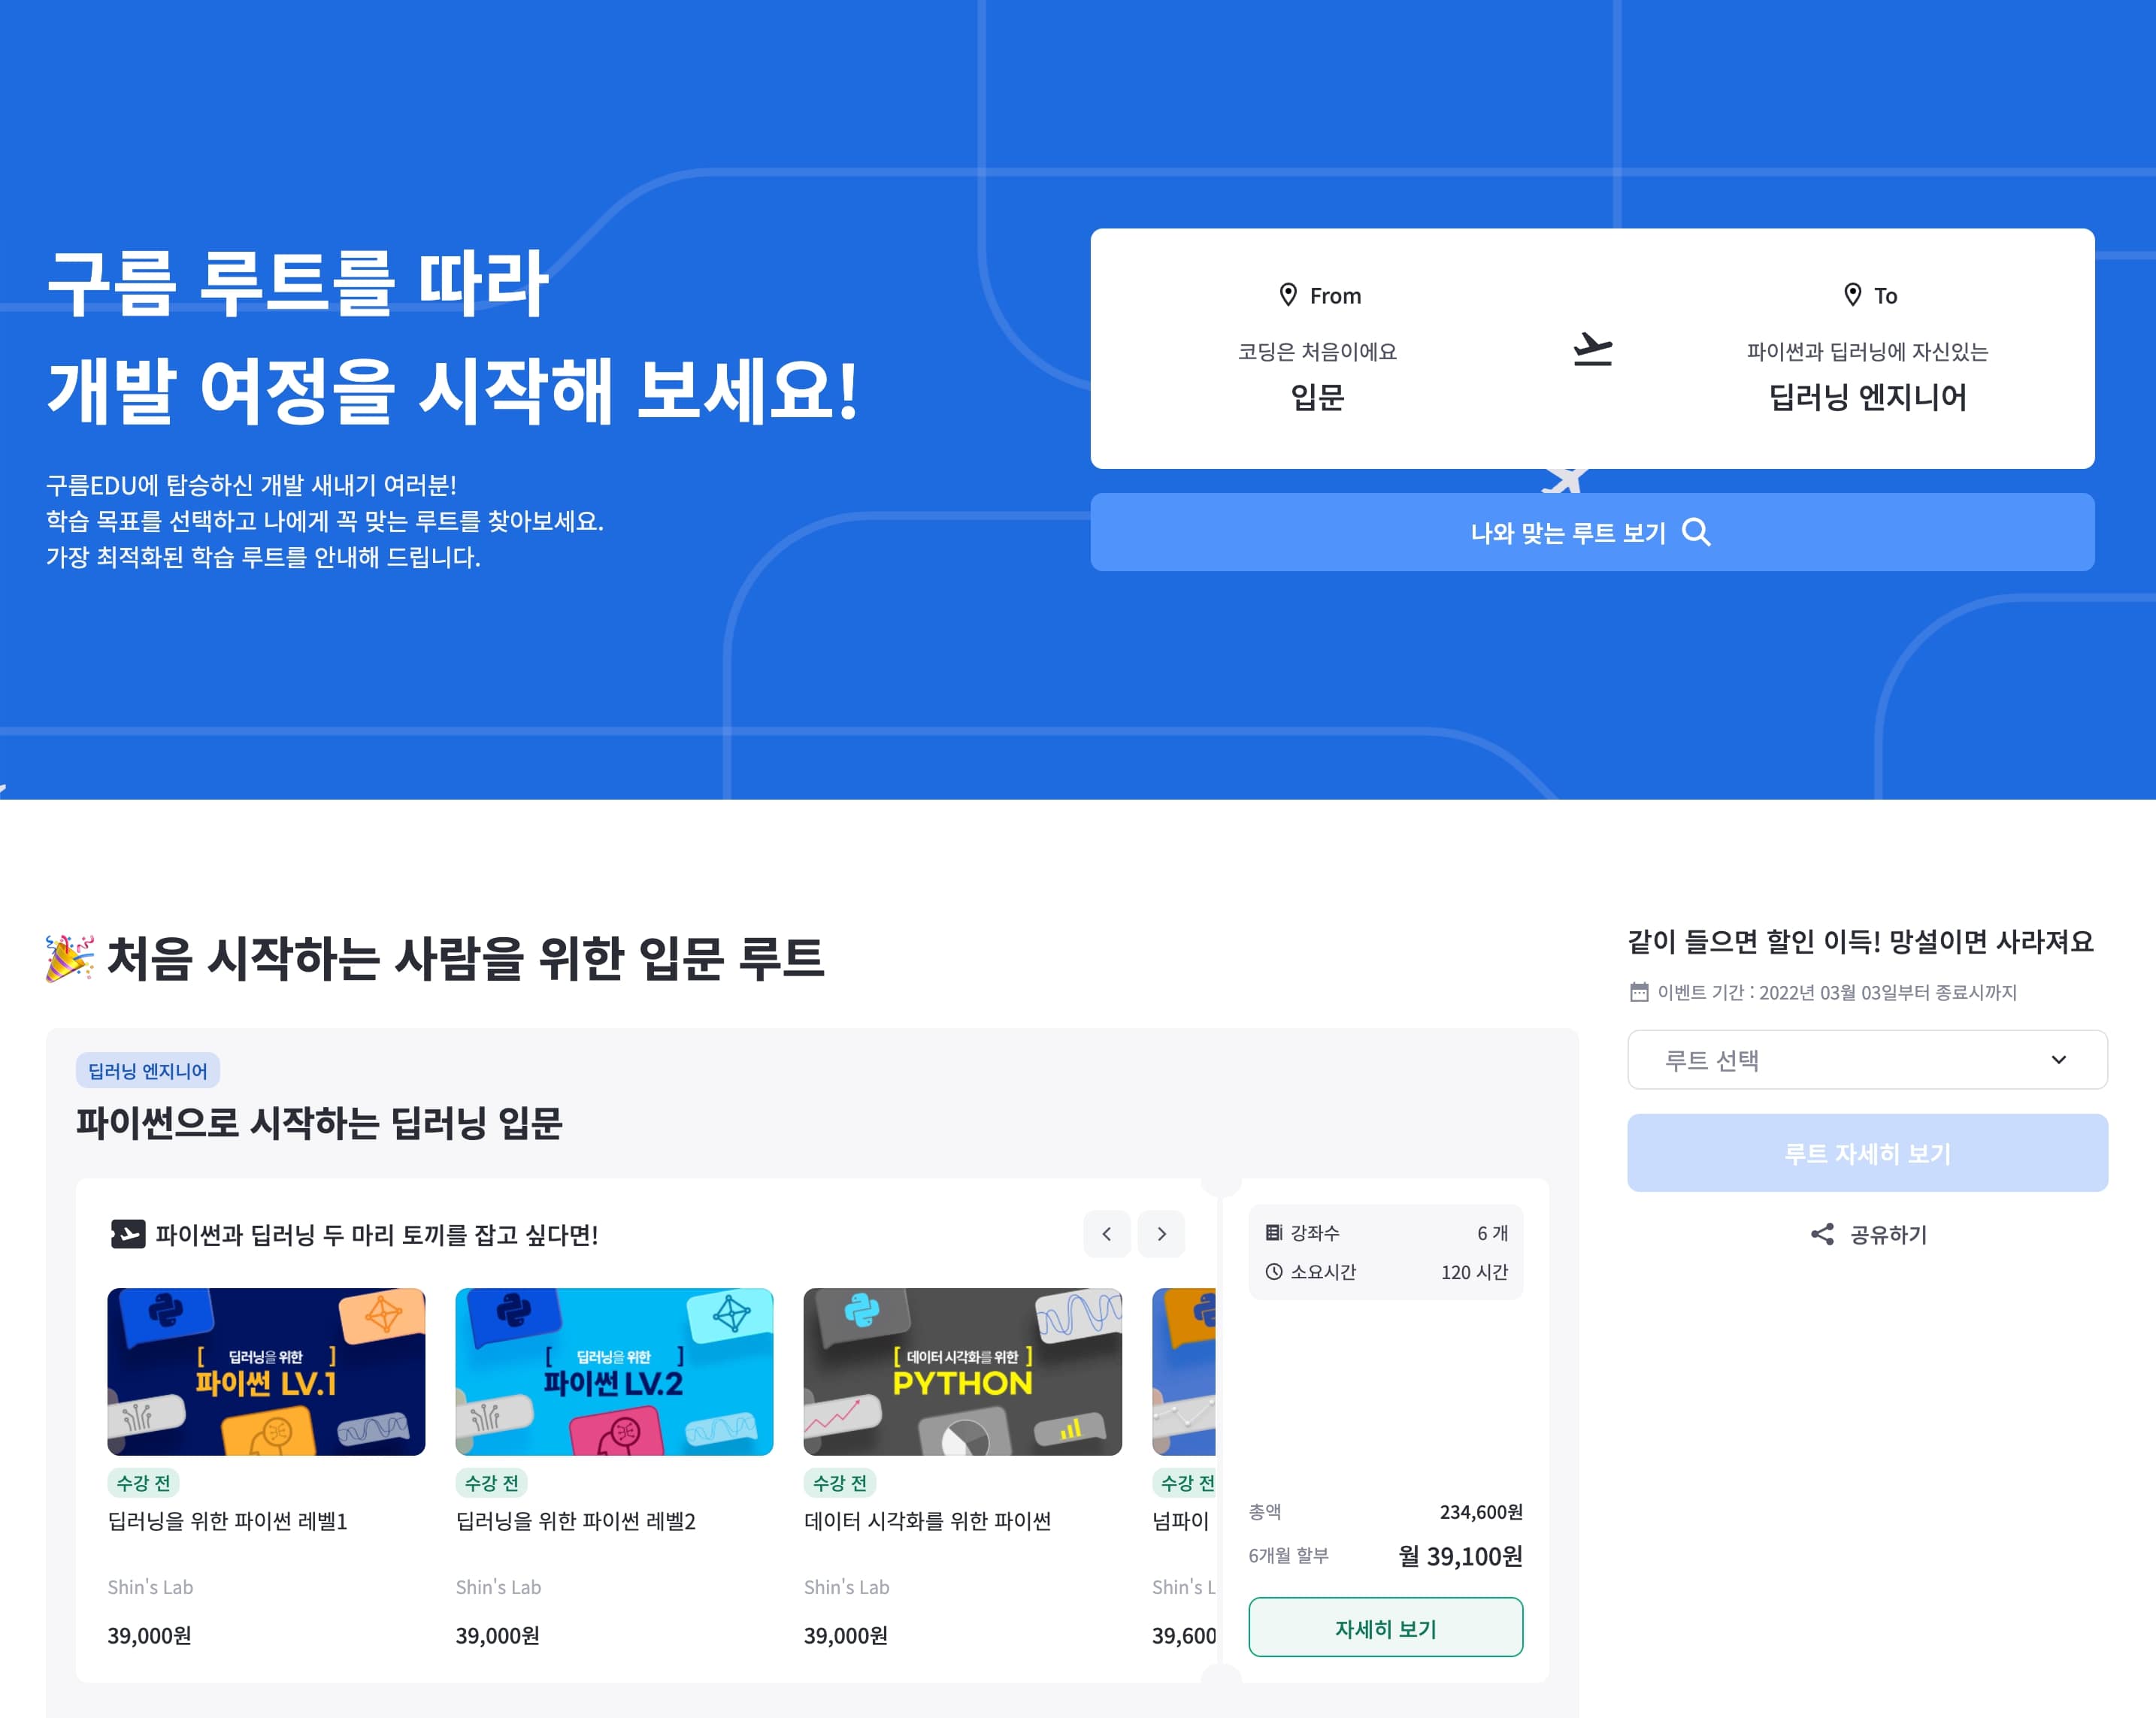 구름 루트를 따라
개발 여정을 시작해 보세요!
구름EDU에 탑승하신 개발 새내기 여러분!
학습 목표를 선택하고 나에게 꼭 맞는 루트를 찾아보세요.
가장 최적화된 학습 루트를 안내해 드립니다.
From
코딩은 처음이에요
입문
To
파이썬과 딥러닝에 자신있는
딥러닝 엔지니어
나와 맞는 루트 보기
🎉 처음 시작하는 사람을 위한 입문 루트
딥러닝 엔지니어
파이썬으로 시작하는 딥러닝 입문
파이썬과 딥러닝 두 마리 토끼를 잡고 싶다면!
[ 딥러닝을 위한 ]
파이썬 LV.1
수강 전
딥러닝을 위한 파이썬 레벨1
Shin's Lab
39,000원
[ 딥러닝을 위한 ]
파이썬 LV.2
수강 전
딥러닝을 위한 파이썬 레벨2
Shin's Lab
39,000원
[ 데이터 시각화를 위한 ]
PYTHON
수강 전
데이터 시각화를 위한 파이썬
Shin's Lab
39,000원
수강 전
넘파이
Shin's L
39,600
강좌수 6 개
소요시간 120 시간
총액 234,600원
6개월 할부 월 39,100원
자세히 보기
같이 들으면 할인 이득! 망설이면 사라져요
이벤트 기간 : 2022년 03월 03일부터 종료시까지
루트 선택
루트 자세히 보기
공유하기